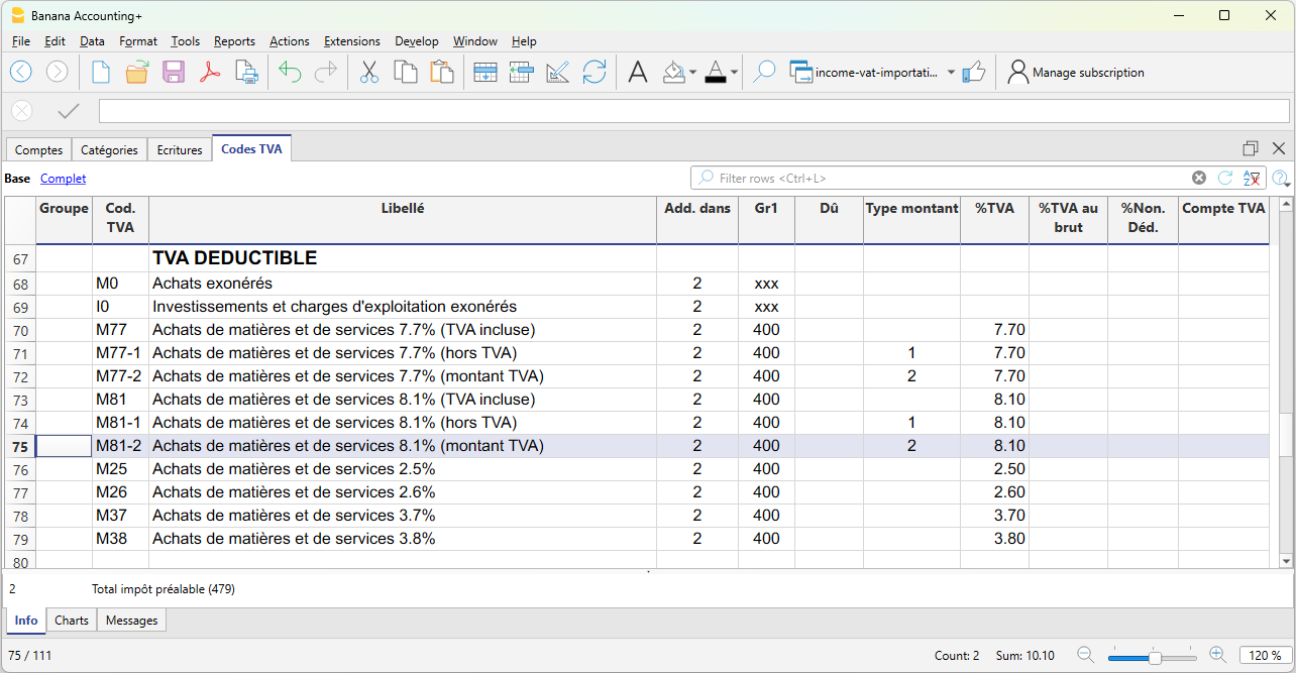 Banana Accounting+
File Edit Data Format Tools Reports Actions Extensions Develop Window Help
income-vat-importati... Manage subscription
Comptes Catégories Ecritures Codes TVA
Base Complet Filter rows <Ctrl+L>
Groupe Cod. TVA Libellé Add. dans Gr1 Dû Type montant %TVA %TVA au brut %Non. Déd. Compte TVA
67 TVA DEDUCTIBLE
68 M0 Achats exonérés 2 xxx
69 I0 Investissements et charges d'exploitation exonérés 2 xxx
70 M77 Achats de matières et de services 7.7% (TVA incluse) 2 400 7.70
71 M77-1 Achats de matières et de services 7.7% (hors TVA) 2 400 1 7.70
72 M77-2 Achats de matières et de services 7.7% (montant TVA) 2 400 2 7.70
73 M81 Achats de matières et de services 8.1% (TVA incluse) 2 400 8.10
74 M81-1 Achats de matières et de services 8.1% (hors TVA) 2 400 1 8.10
75 M81-2 Achats de matières et de services 8.1% (montant TVA) 2 400 2 8.10
76 M25 Achats de matières et de services 2.5% 2 400 2.50
77 M26 Achats de matières et de services 2.6% 2 400 2.60
78 M37 Achats de matières et de services 3.7% 2 400 3.70
79 M38 Achats de matières et de services 3.8% 2 400 3.80
80
2 Total impôt préalable (479)
Info Charts Messages
75 / 111 Count: 2 Sum: 10.10 120 %